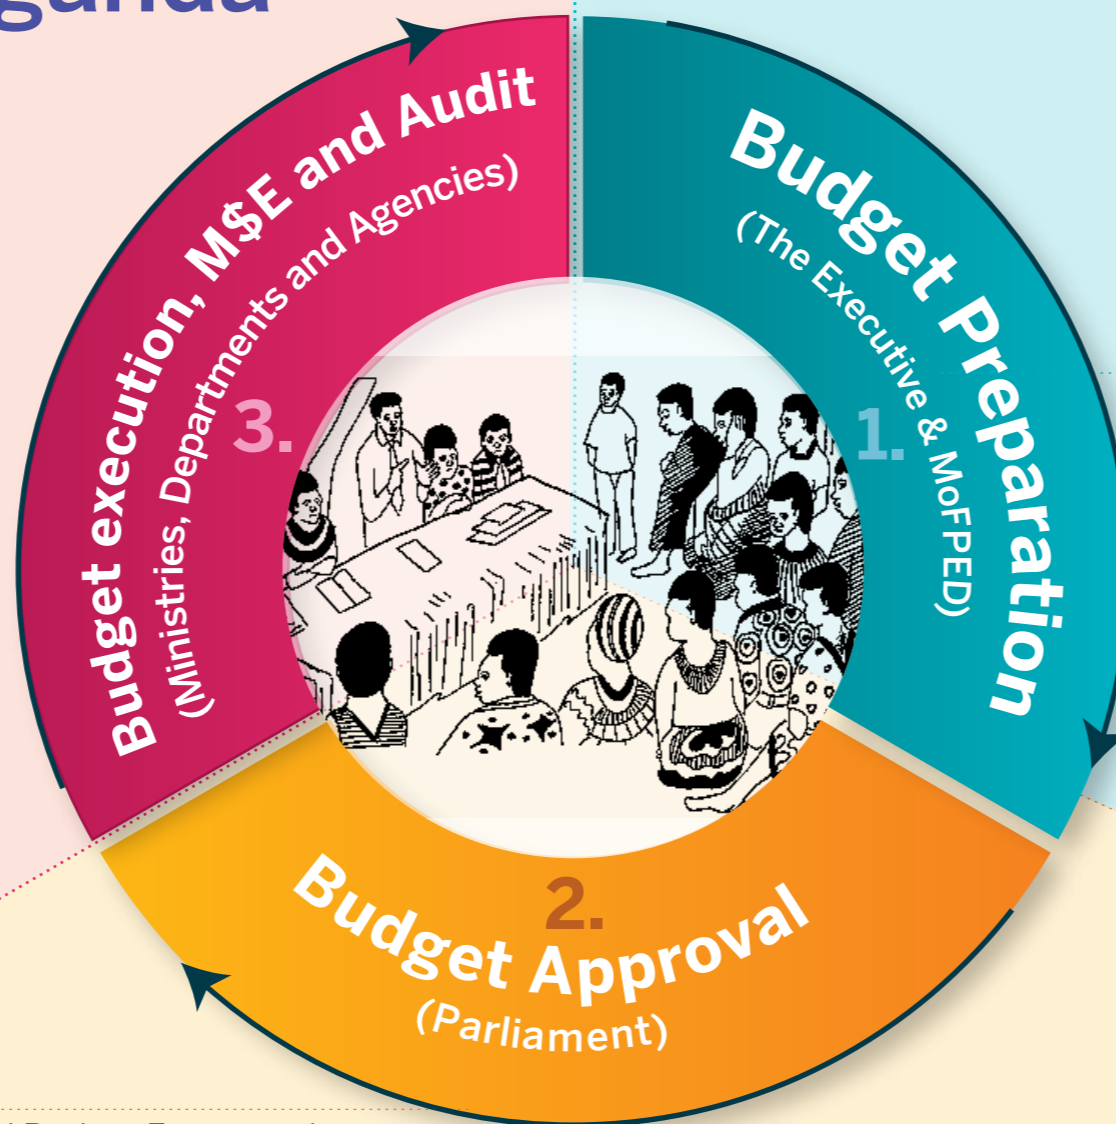 Budget Preparation
(The Executive & MoFPED)
1.
2.
Budget Approval
(Parliament)
Budget execution, M$E and Audit
(Ministries, Departments and Agencies)
3.